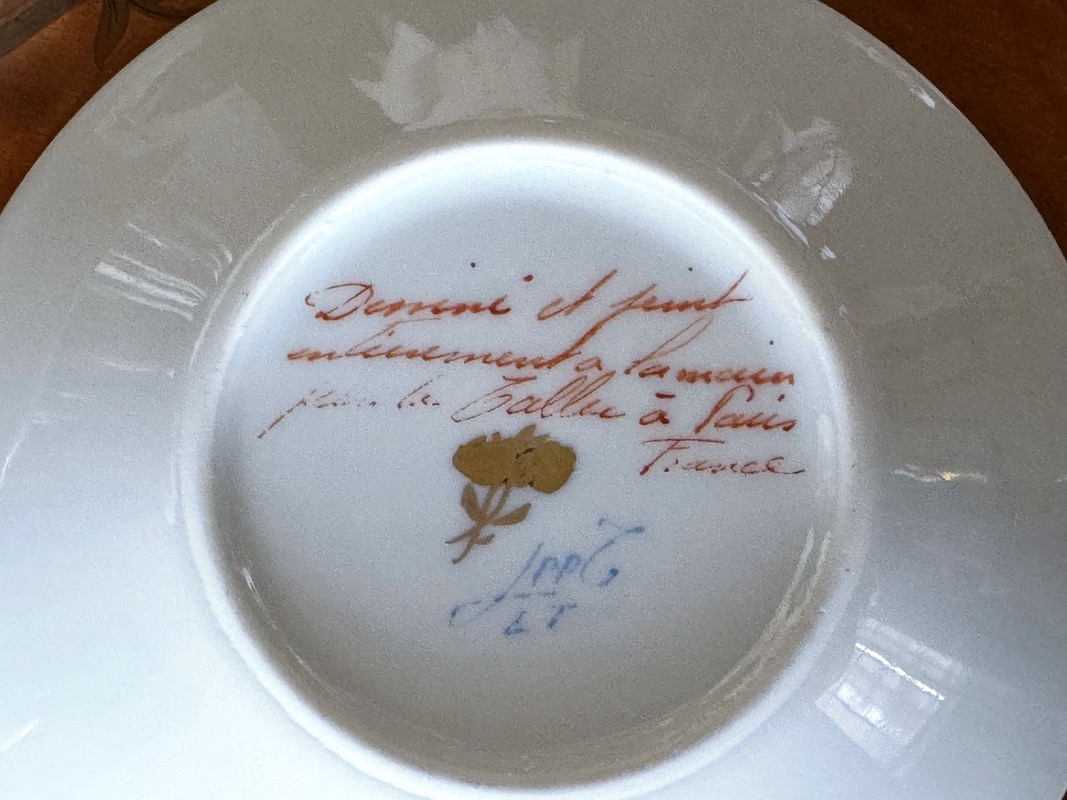 Dessiné et peint
entièrement a la main
par Le Tallec à Paris
France